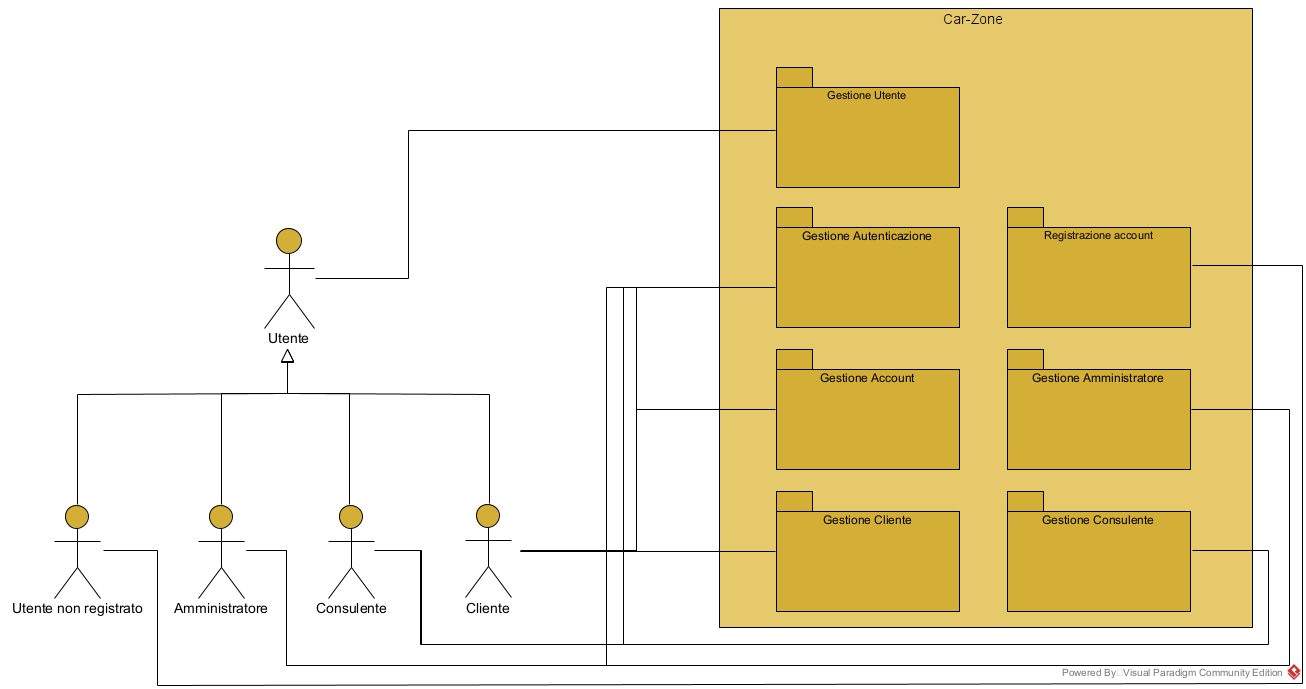 Car-Zone
Gestione Utente
Gestione Autenticazione
Registrazione account
Utente
Gestione Account
Gestione Amministratore
Gestione Cliente
Gestione Consulente
Utente non registrato
Amministratore
Consulente
Cliente
Powered By Visual Paradigm Community Edition